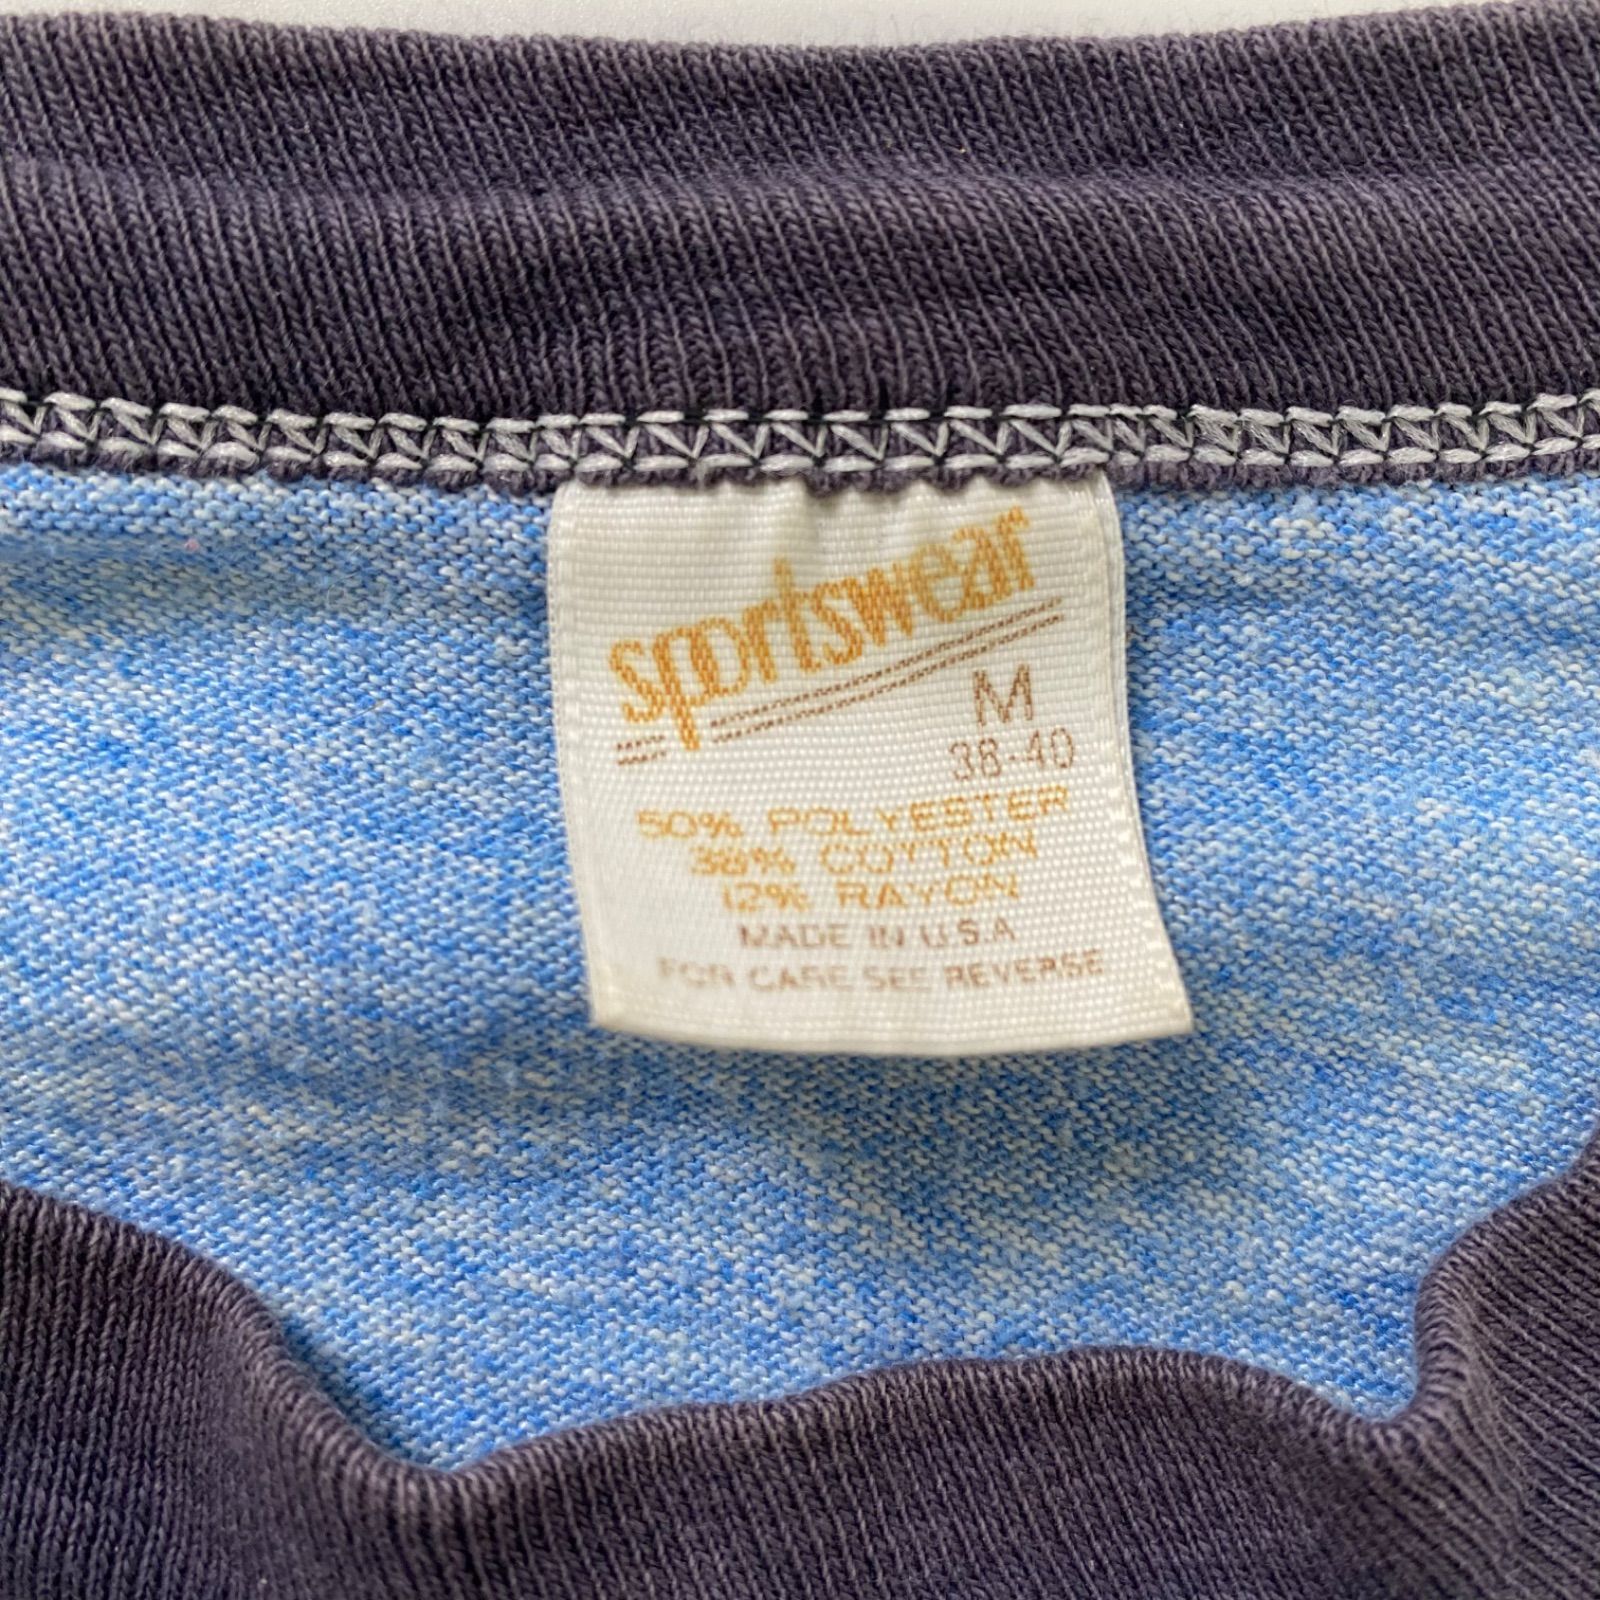 sportswear
M
38-40
50% POLYESTER
38% COTTON
12% RAYON
MADE IN U.S.A
FOR CARE SEE REVERSE